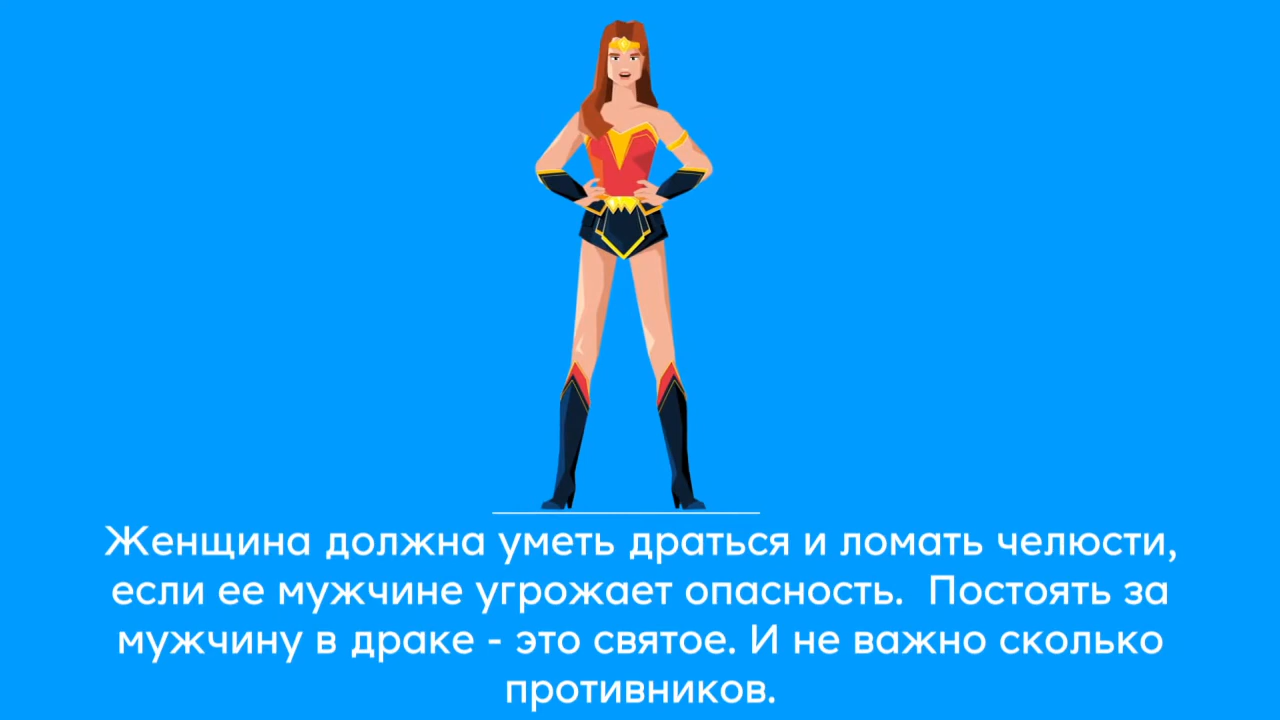 Женщина должна уметь драться и ломать челюсти,
если ее мужчине угрожает опасность.  Постоять за
мужчину в драке - это святое. И не важно сколько
противников.